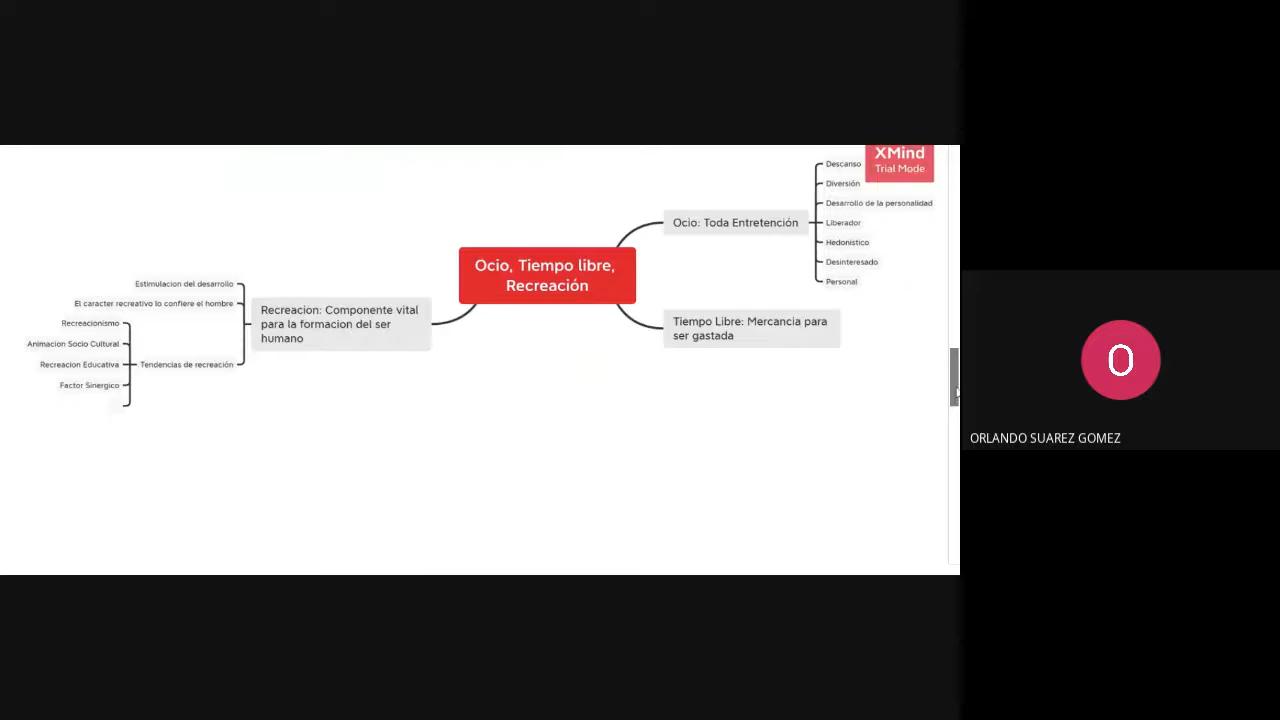 XMind
Trial Mode
Descanso
Diversión
Desarrollo de la personalidad
Ocio: Toda Entretención
Liberador
Hedonistico
Desinteresado
Personal
Ocio, Tiempo libre,
Recreación
Tiempo Libre: Mercancia para
ser gastada
Recreacion: Componente vital
para la formacion del ser
humano
Estimulacion del desarrollo
El caracter recreativo lo confiere el hombre
Tendencias de recreación
Recreacionismo
Animacion Socio Cultural
Recreacion Educativa
Factor Sinergico
O
ORLANDO SUAREZ GOMEZ